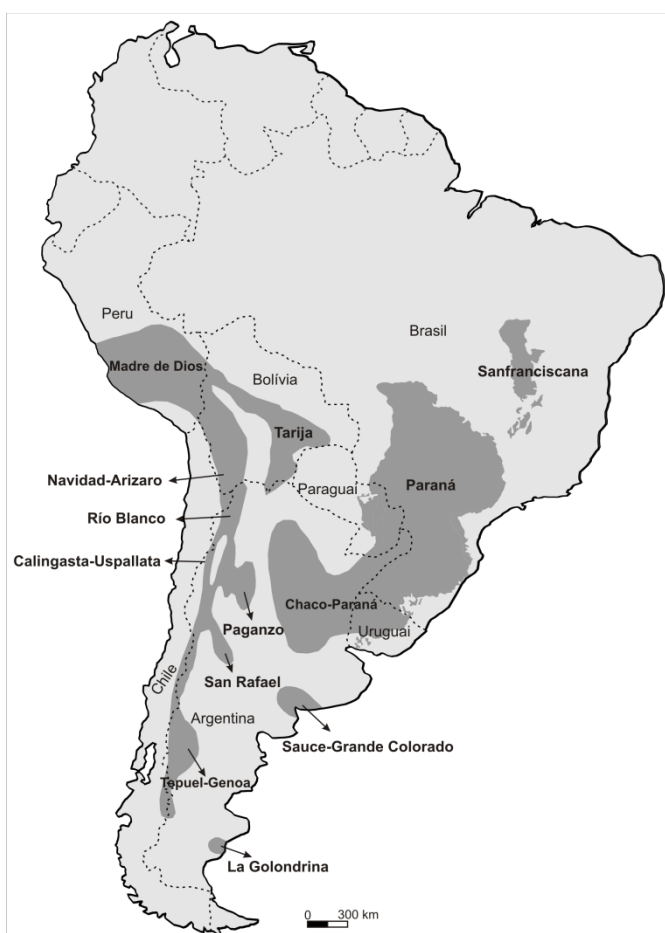 Peru
Brasil
Madre de Dios
Sanfranciscana
Bolívia
Tarija
Navidad-Arizaro
Paraguai
Paraná
Río Blanco
Calingasta-Uspallata
Chaco-Paraná
Paganzo
Uruguai
San Rafael
Chile
Argentina
Sauce-Grande Colorado
Tepuel-Genoa
La Golondrina
0 300 km